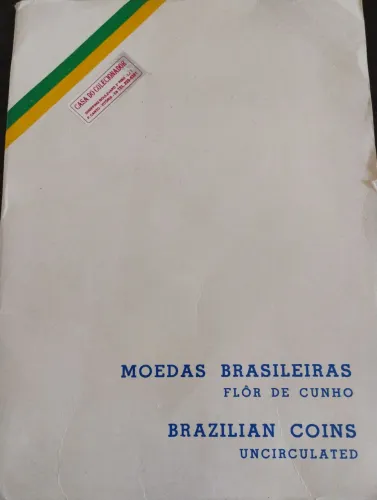 CASA DO COLECIONADOR
MOEDAS BRASILEIRAS
FLÔR DE CUNHO
BRAZILIAN COINS
UNCIRCULATED